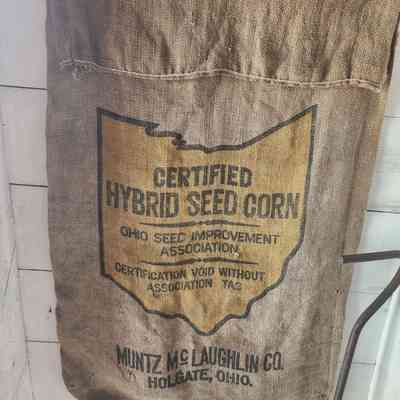 CERTIFIED
HYBRID SEED CORN
OHIO SEED IMPROVEMENT
ASSOCIATION
CERTIFICATION VOID WITHOUT
ASSOCIATION TAG
MUNTZ McLAUGHLIN CO.
HOLGATE, OHIO.